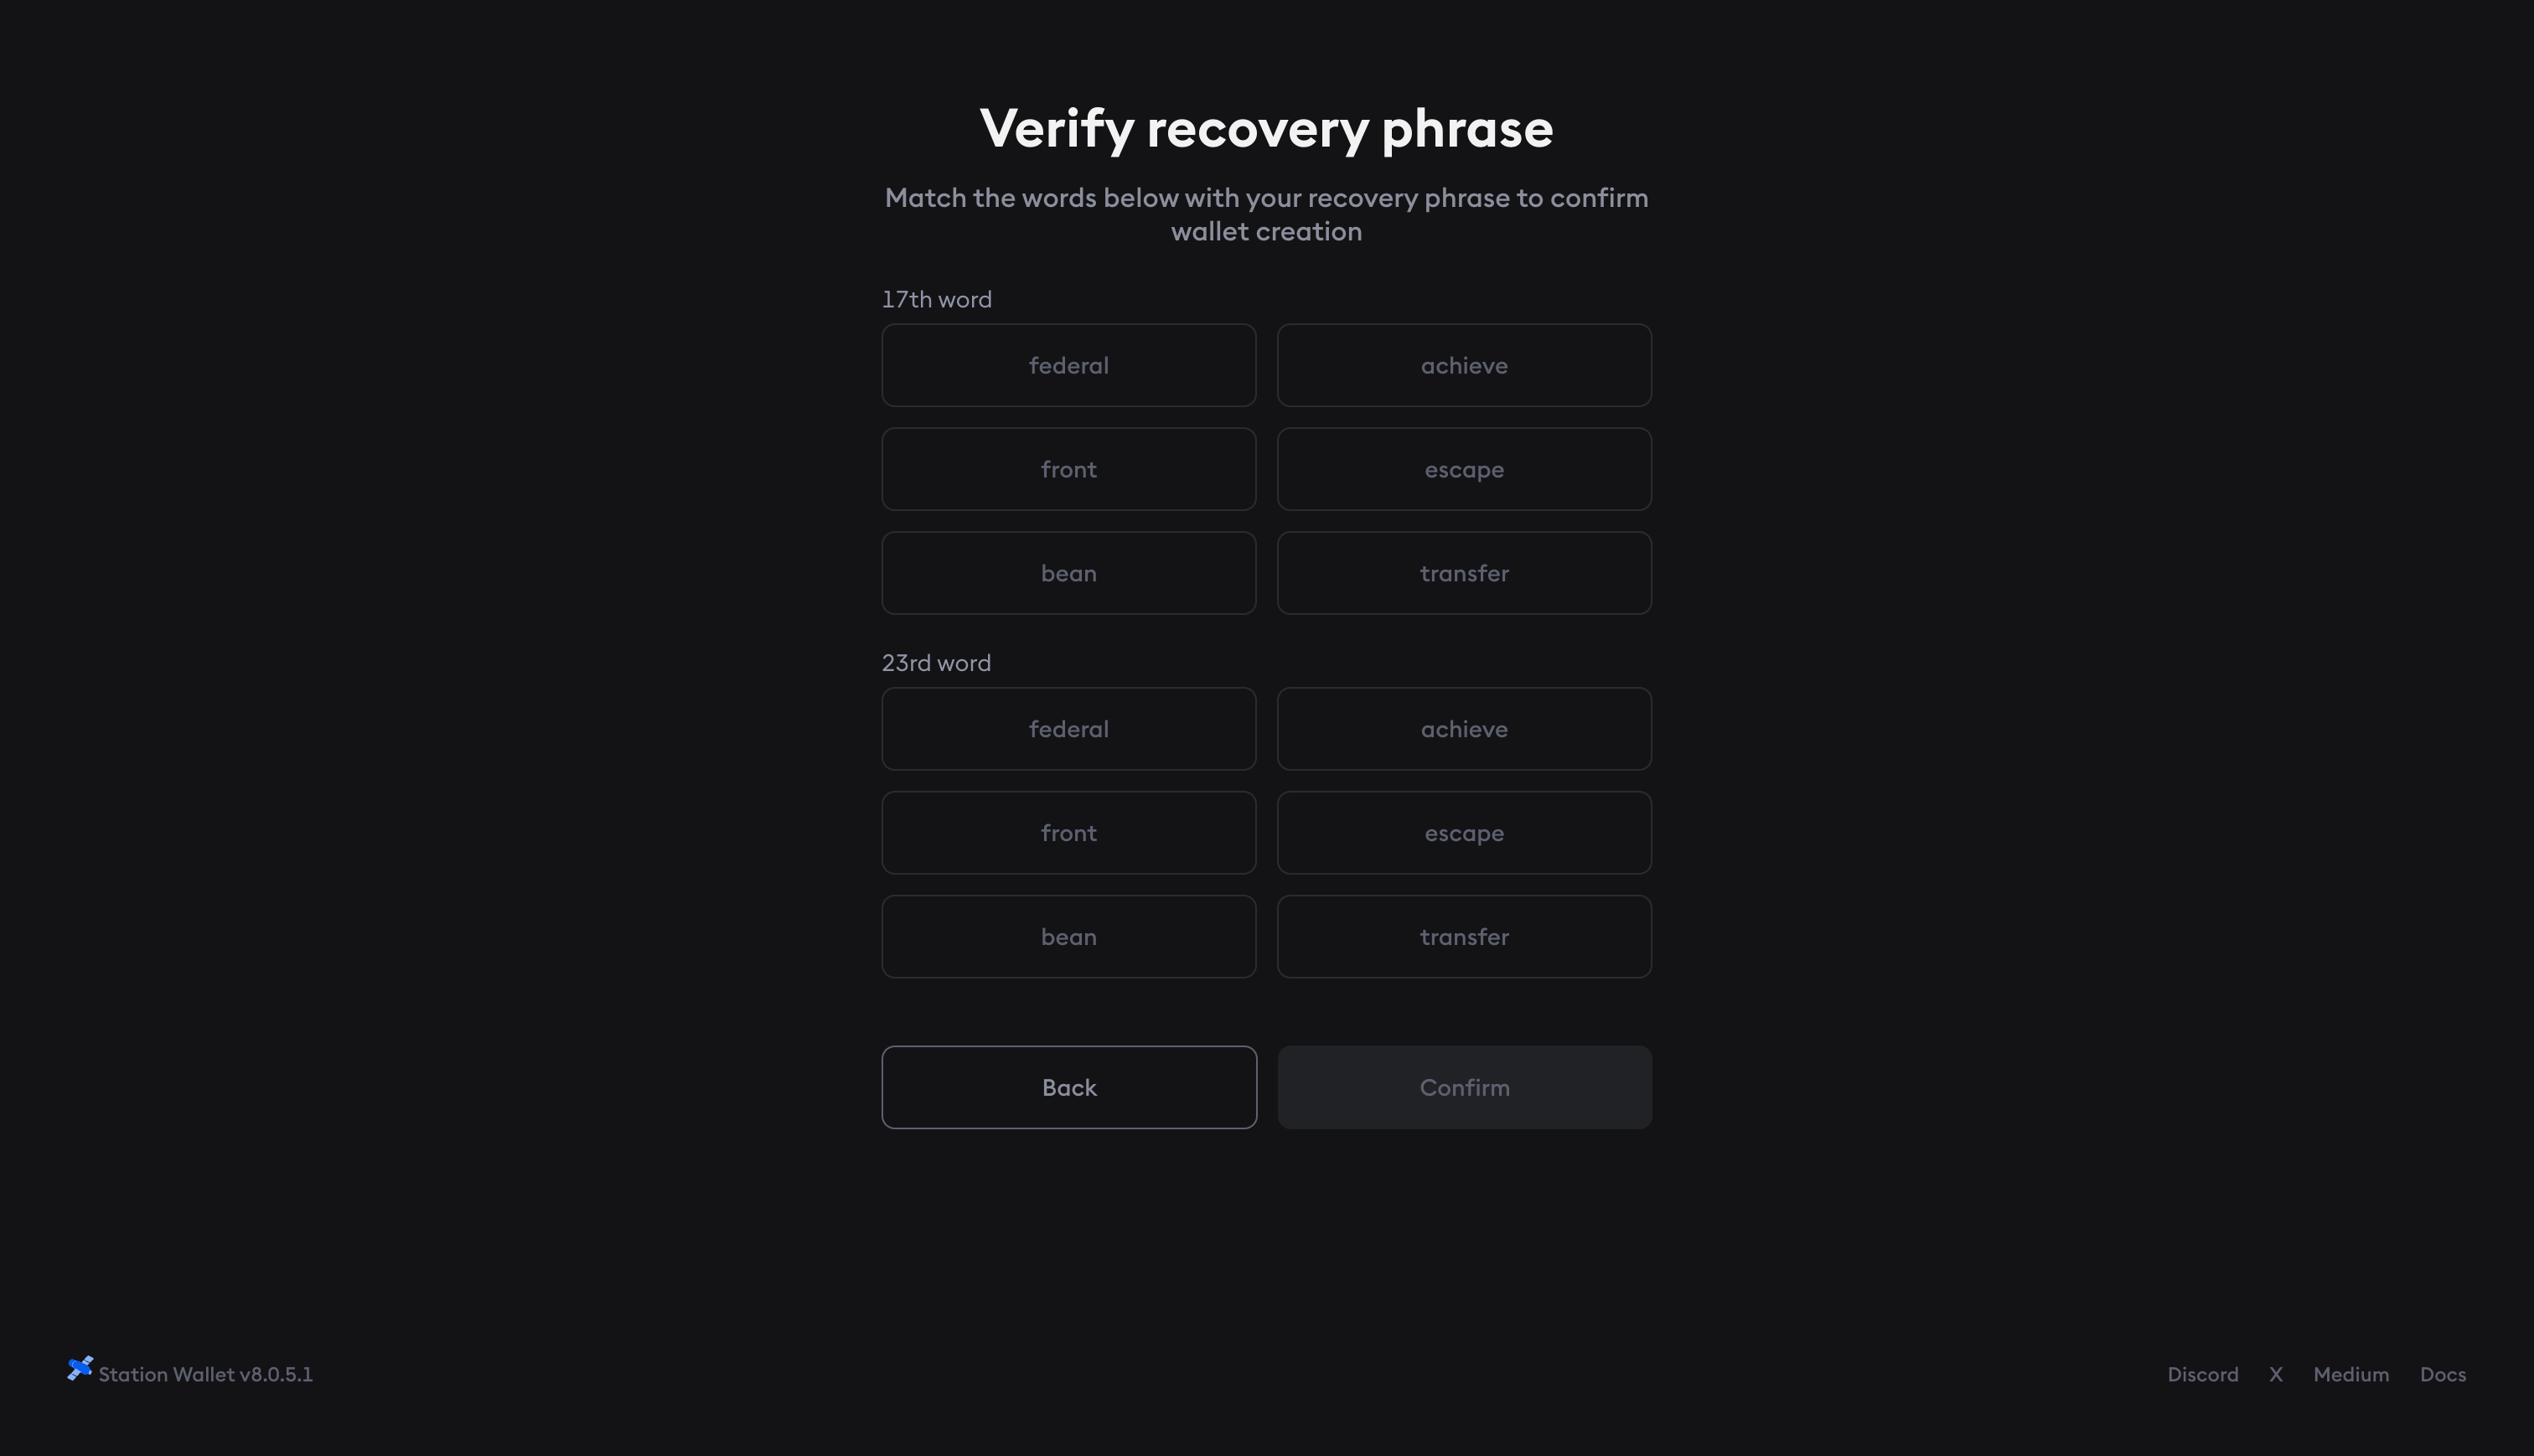 Verify recovery phrase
Match the words below with your recovery phrase to confirm
wallet creation
17th word
federal achieve
front escape
bean transfer
23rd word
federal achieve
front escape
bean transfer
Back Confirm
Station Wallet v8.0.5.1 Discord X Medium Docs